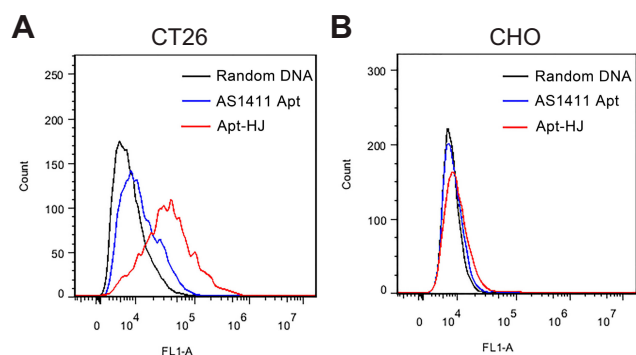 A
CT26
Count
250
200
150
100
50
0
Random DNA
AS1411 Apt
Apt-HJ
0
10^4
10^5
10^6
10^7
FL1-A
B
CHO
Count
300
200
100
0
Random DNA
AS1411 Apt
Apt-HJ
0
10^4
10^5
10^6
10^7
FL1-A